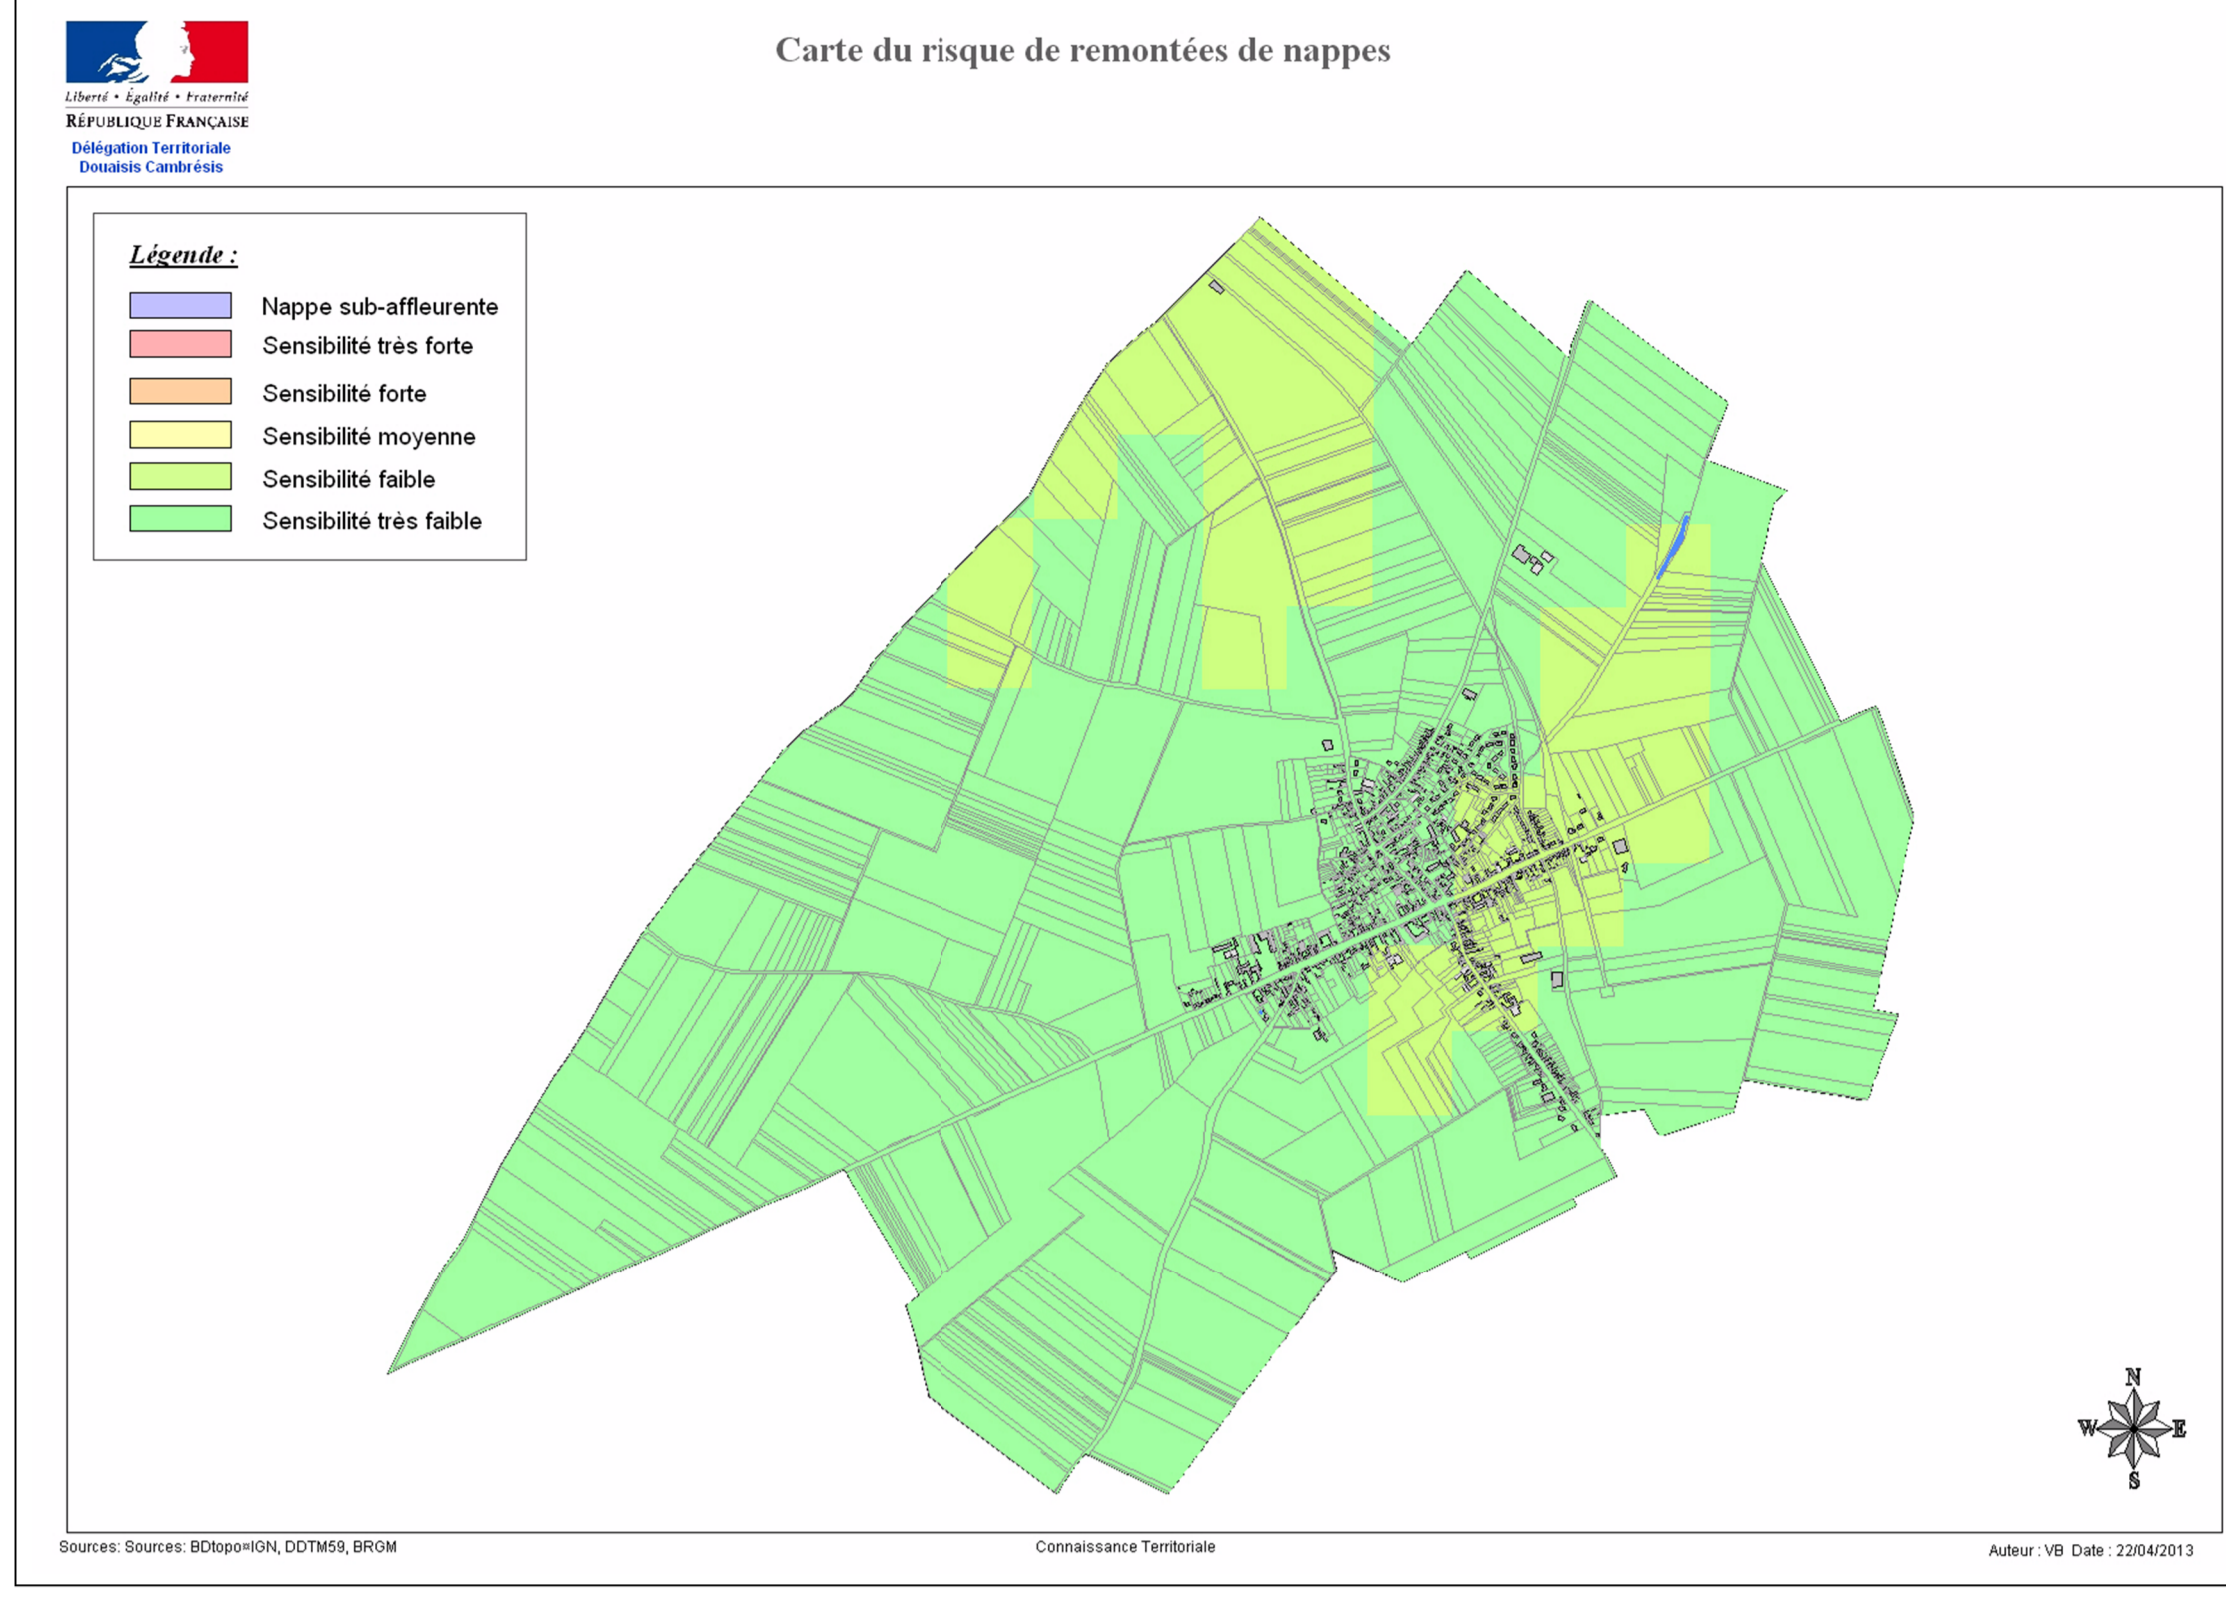 Carte du risque de remontées de nappes
Liberté • Égalité • Fraternité
RÉPUBLIQUE FRANÇAISE
Délégation Territoriale
Douaisis Cambrésis
Légende :
Nappe sub-affleurente
Sensibilité très forte
Sensibilité forte
Sensibilité moyenne
Sensibilité faible
Sensibilité très faible
N
W E
S
Sources: Sources: BDtopo¤IGN, DDTM59, BRGM
Connaissance Territoriale
Auteur : VB Date : 22/04/2013